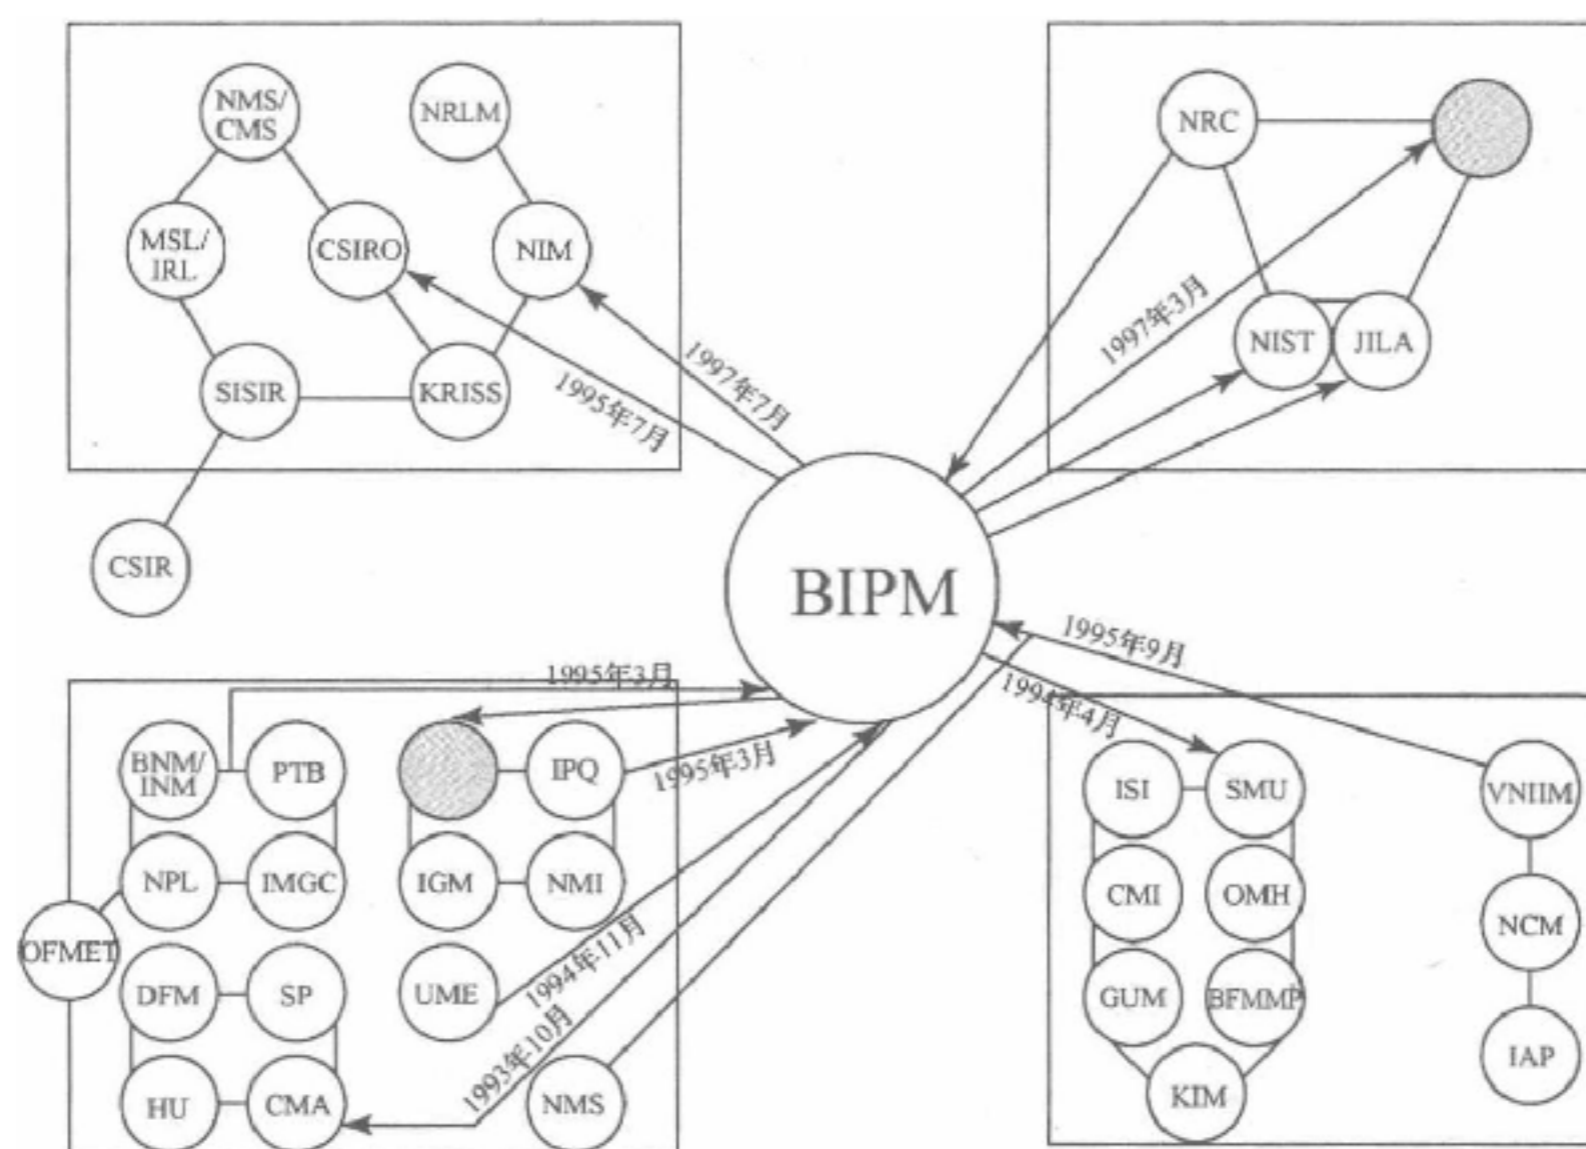 NMS/
CMS
NRLM
MSL/
IRL
CSIRO
NIM
SISIR
KRISS
CSIR
1997年7月
1995年7月
NRC
NIST
JILA
1997年3月
BIPM
1995年3月
BNM/
INM
PTB
IPQ
1995年3月
NPL
IMGC
IGM
NMI
OFMET
DFM
SP
UME
1994年11月
HU
CMA
1993年10月
NMS
1995年9月
1994年4月
ISI
SMU
VNIIM
CMI
OMH
NCM
GUM
BFMMP
IAP
KIM